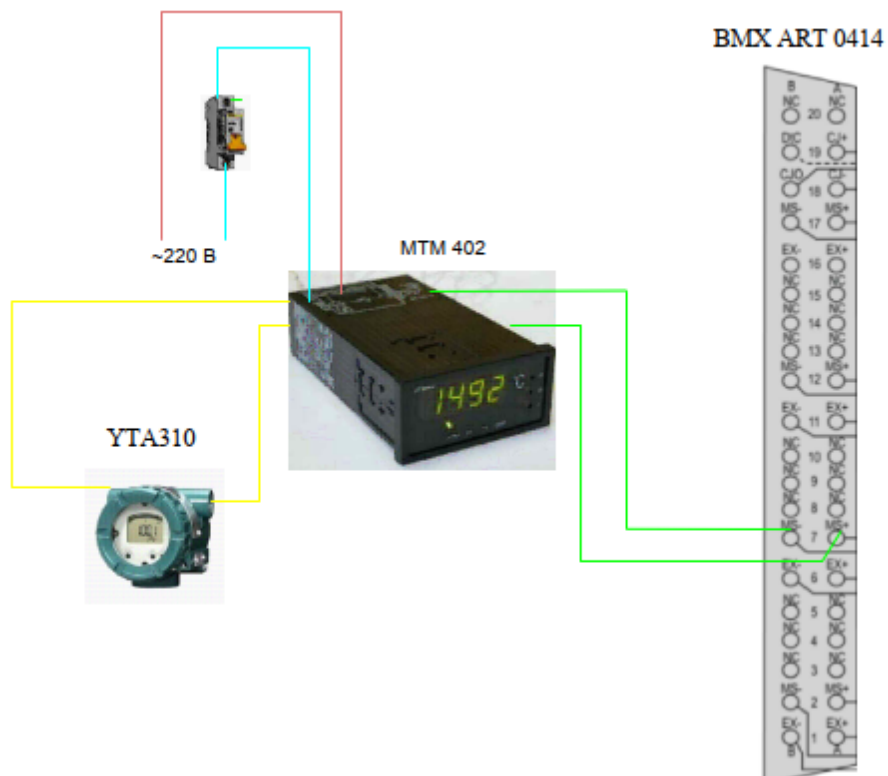 BMX ART 0414
B A
NC 20 NC
DIC 19 CJ+
CJO 18 CJ-
MS- 17 MS+
~220 В
МТМ 402
EX- 16 EX+
NC 15 NC
NC 14 NC
NC 13 NC
MS- 12 MS+
1492 °C
EX- 11 EX+
YTA310
NC 10 NC
NC 9 NC
NC 8 NC
MS- 7 MS+
EX- 6 EX+
NC 5 NC
NC 4 NC
NC 3 NC
MS- 2 MS+
EX- 1 EX+
B A